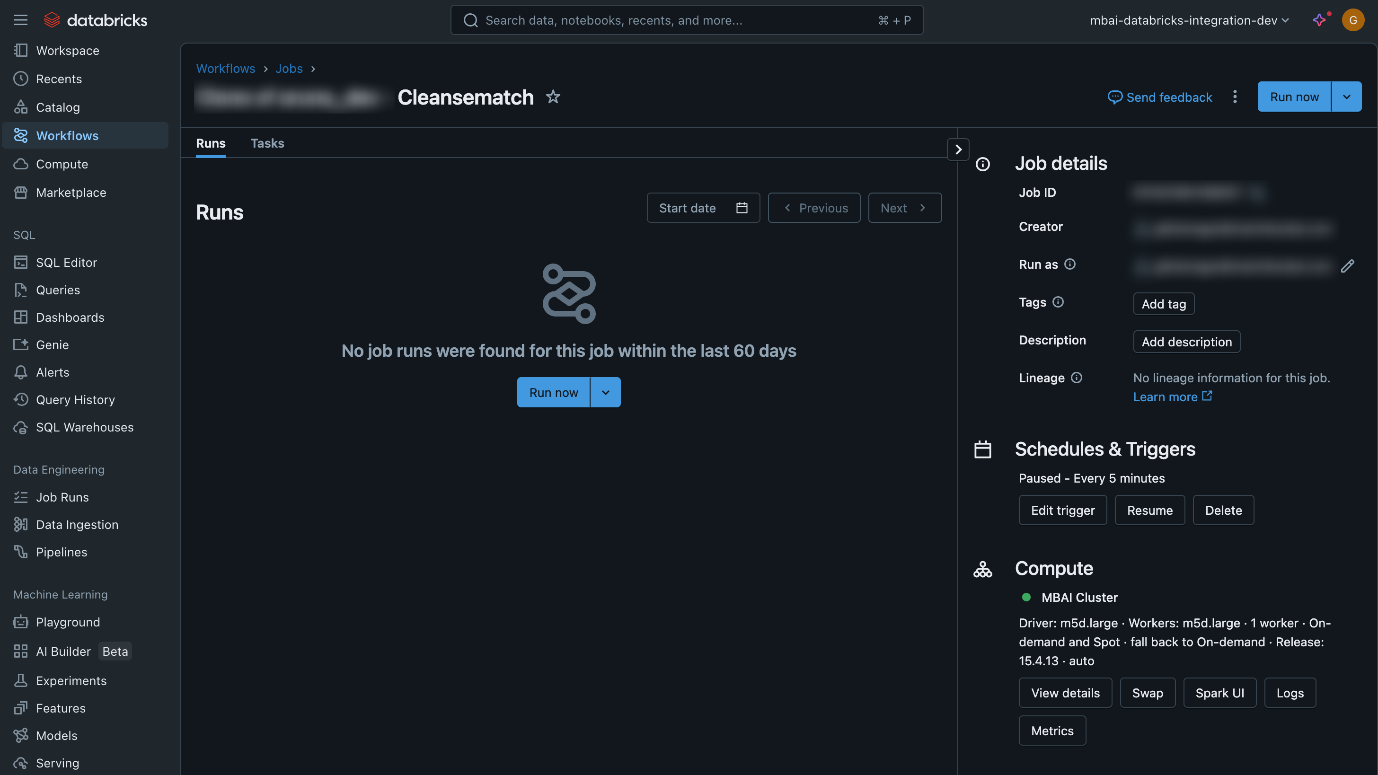 databricks
Search data, notebooks, recents, and more...
⌘ + P
mbai-databricks-integration-dev
G
Workspace
Recents
Catalog
Workflows
Compute
Marketplace
SQL
SQL Editor
Queries
Dashboards
Genie
Alerts
Query History
SQL Warehouses
Data Engineering
Job Runs
Data Ingestion
Pipelines
Machine Learning
Playground
AI Builder Beta
Experiments
Features
Models
Serving
Workflows › Jobs ›
Cleansematch
Send feedback
Run now
Runs Tasks
Runs
Start date
Previous
Next
No job runs were found for this job within the last 60 days
Run now
Job details
Job ID
Creator
Run as
Tags
Add tag
Description
Add description
Lineage
No lineage information for this job.
Learn more
Schedules & Triggers
Paused - Every 5 minutes
Edit trigger Resume Delete
Compute
MBAI Cluster
Driver: m5d.large · Workers: m5d.large · 1 worker · On-
demand and Spot · fall back to On-demand · Release:
15.4.13 · auto
View details Swap Spark UI Logs
Metrics